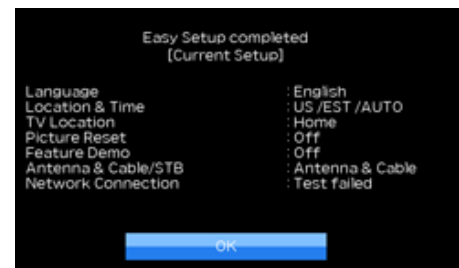 Easy Setup completed
[Current Setup]
Language : English
Location & Time : US /EST /AUTO
TV Location : Home
Picture Reset : Off
Feature Demo : Off
Antenna & Cable/STB : Antenna & Cable
Network Connection : Test failed
OK